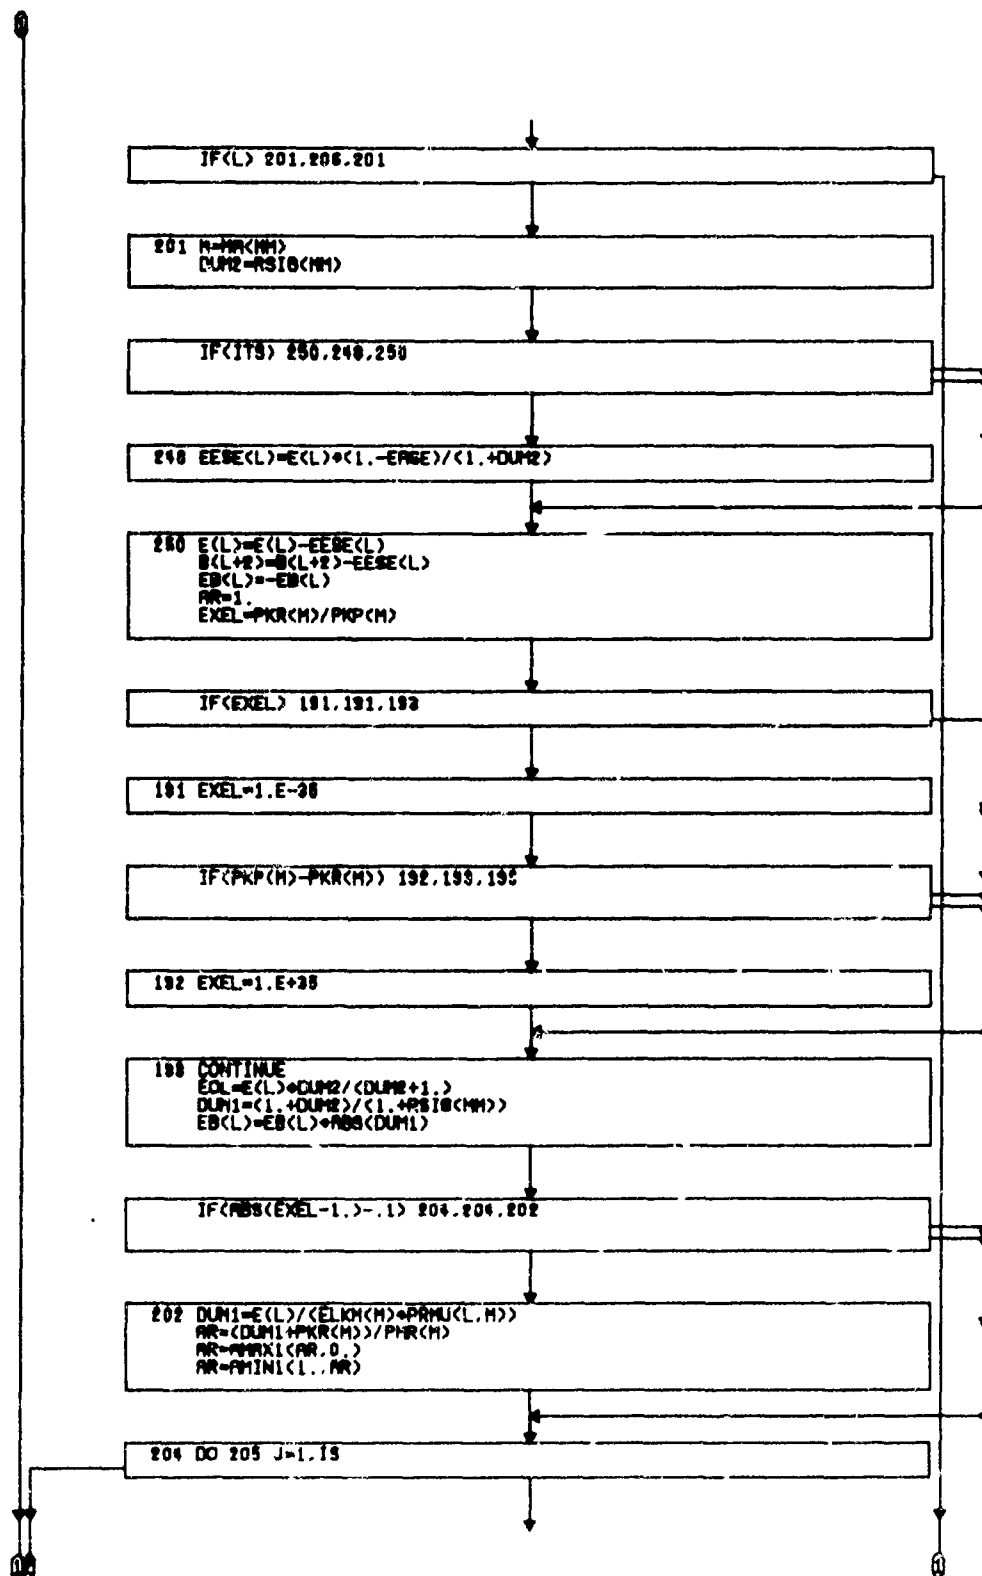 IF(L) 201,206,201
201 M=MR(MM)
DUM2=RSIG(MM)
IF(ITS) 250,248,250
248 EESE(L)=E(L)*(1.-ERSE)/(1.+DUM2)
250 E(L)=E(L)-EESE(L)
B(L+2)=B(L+2)-EESE(L)
EB(L)=-EB(L)
AR=1.
EXEL=PKR(M)/PKP(M)
IF(EXEL) 191,191,193
191 EXEL=1.E-35
IF(PKP(M)-PKR(M)) 192,193,193
192 EXEL=1.E+35
193 CONTINUE
EOL=E(L)*DUM2/(DUM2+1.)
DUM1=(1.+DUM2)/(1.+RSIG(MM))
EB(L)=EB(L)*ABS(DUM1)
IF(ABS(EXEL-1.)-.1) 204,204,202
202 DUM1=E(L)/(ELKM(M)*PRMU(L,M))
AR=(DUM1+PKR(M))/PMR(M)
AR=AMAX1(AR,0.)
AR=AMIN1(1.,AR)
204 DO 205 J=1,IS